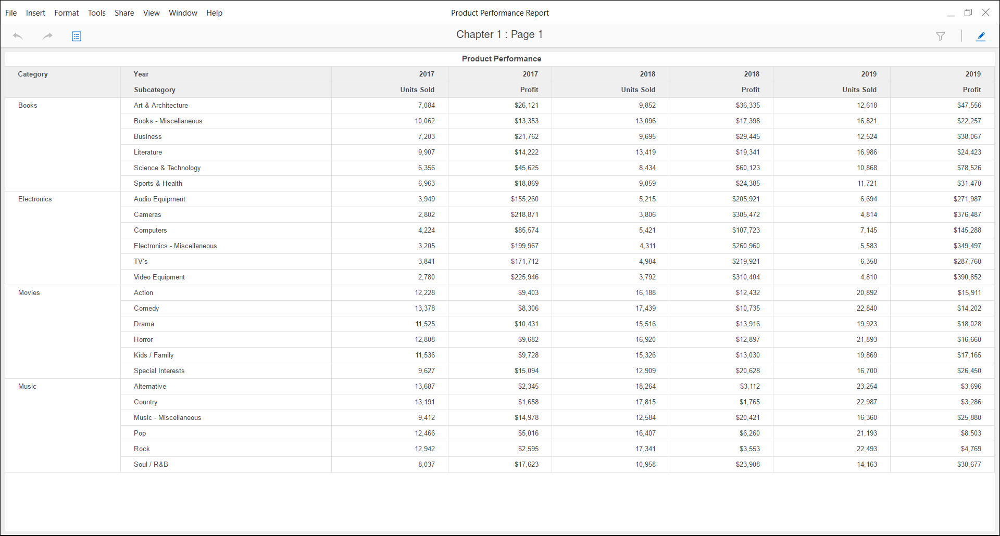 File Insert Format Tools Share View Window Help Product Performance Report
Chapter 1 : Page 1
Product Performance
Category Year 2017 2017 2018 2018 2019 2019
Subcategory Units Sold Profit Units Sold Profit Units Sold Profit
Books Art & Architecture 7,084 $26,121 9,852 $36,335 12,618 $47,556
Books - Miscellaneous 10,062 $13,353 13,096 $17,398 16,821 $22,257
Business 7,203 $21,762 9,695 $29,445 12,524 $38,067
Literature 9,907 $14,222 13,419 $19,341 16,986 $24,423
Science & Technology 6,356 $45,625 8,434 $60,123 10,868 $78,526
Sports & Health 6,963 $18,869 9,059 $24,385 11,721 $31,470
Electronics Audio Equipment 3,949 $155,260 5,215 $205,921 6,694 $271,987
Cameras 2,802 $218,871 3,806 $305,472 4,814 $376,487
Computers 4,224 $85,574 5,421 $107,723 7,145 $145,288
Electronics - Miscellaneous 3,205 $199,967 4,311 $260,960 5,583 $349,497
TV's 3,841 $171,712 4,984 $219,921 6,358 $287,760
Video Equipment 2,780 $225,946 3,792 $310,404 4,810 $390,852
Movies Action 12,228 $9,403 16,188 $12,432 20,892 $15,911
Comedy 13,378 $8,306 17,439 $10,735 22,840 $14,202
Drama 11,525 $10,431 15,516 $13,916 19,923 $18,028
Horror 12,808 $9,682 16,920 $12,897 21,893 $16,660
Kids / Family 11,536 $9,728 15,326 $13,030 19,869 $17,165
Special Interests 9,627 $15,094 12,909 $20,628 16,700 $26,450
Music Alternative 13,687 $2,345 18,264 $3,112 23,254 $3,696
Country 13,191 $1,658 17,815 $1,765 22,987 $3,286
Music - Miscellaneous 9,412 $14,978 12,584 $20,421 16,360 $25,880
Pop 12,466 $5,016 16,407 $6,260 21,193 $8,503
Rock 12,942 $2,595 17,341 $3,553 22,493 $4,769
Soul / R&B 8,037 $17,623 10,958 $23,908 14,163 $30,677